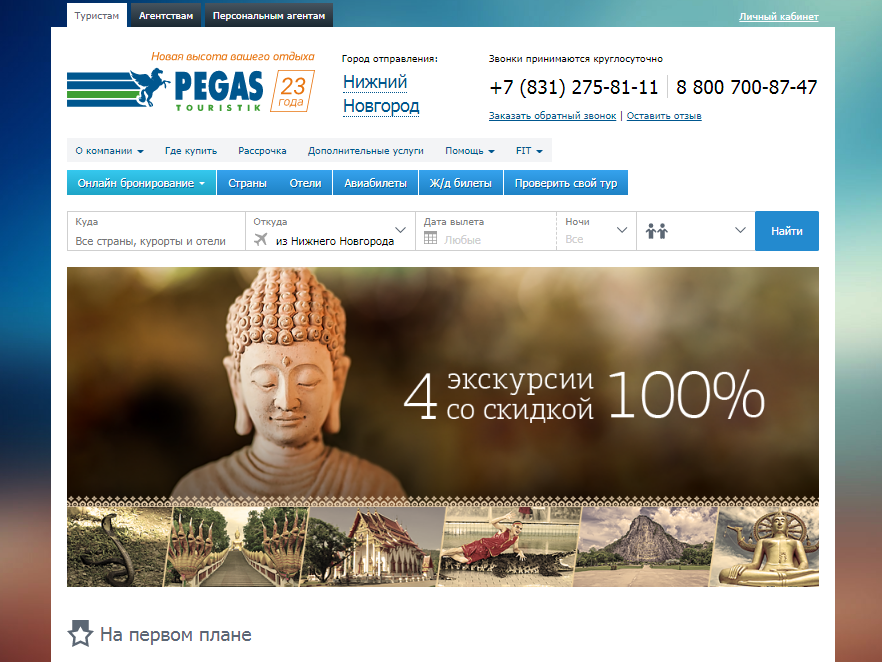 Туристам
Агентствам
Персональным агентам
Личный кабинет
Новая высота вашего отдыха
PEGAS
TOURISTIK
23
года
Город отправления:
Нижний
Новгород
Звонки принимаются круглосуточно
+7 (831) 275-81-11 | 8 800 700-87-47
Заказать обратный звонок | Оставить отзыв
О компании
Где купить
Рассрочка
Дополнительные услуги
Помощь
FIT
Онлайн бронирование
Страны
Отели
Авиабилеты
Ж/д билеты
Проверить свой тур
Куда
Все страны, курорты и отели
Откуда
из Нижнего Новгорода
Дата вылета
Любые
Ночи
Все
Найти
4 экскурсии
со скидкой 100%
На первом плане